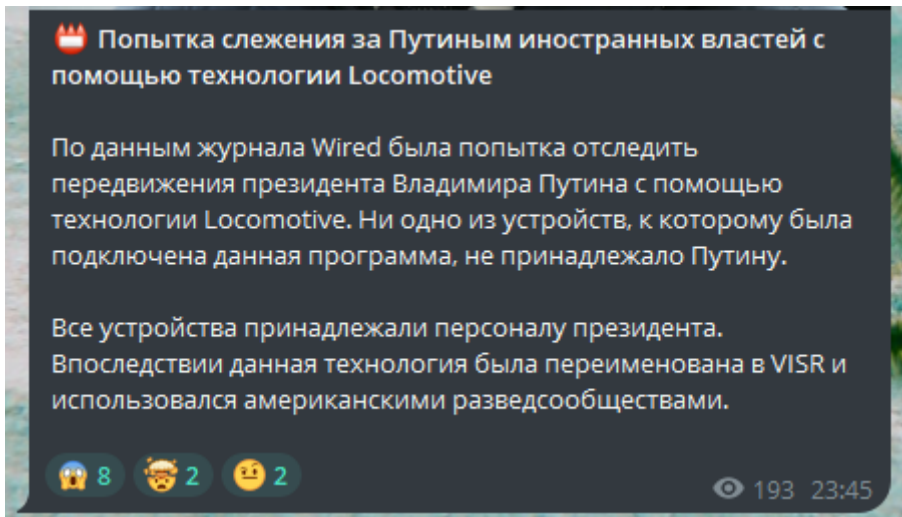 📛 Попытка слежения за Путиным иностранных властей с
помощью технологии Locomotive
По данным журнала Wired была попытка отследить
передвижения президента Владимира Путина с помощью
технологии Locomotive. Ни одно из устройств, к которому была
подключена данная программа, не принадлежало Путину.
Все устройства принадлежали персоналу президента.
Впоследствии данная технология была переименована в VISR и
использовался американскими разведсообществами.
😱 8 🤯 2 🤨 2
193 23:45